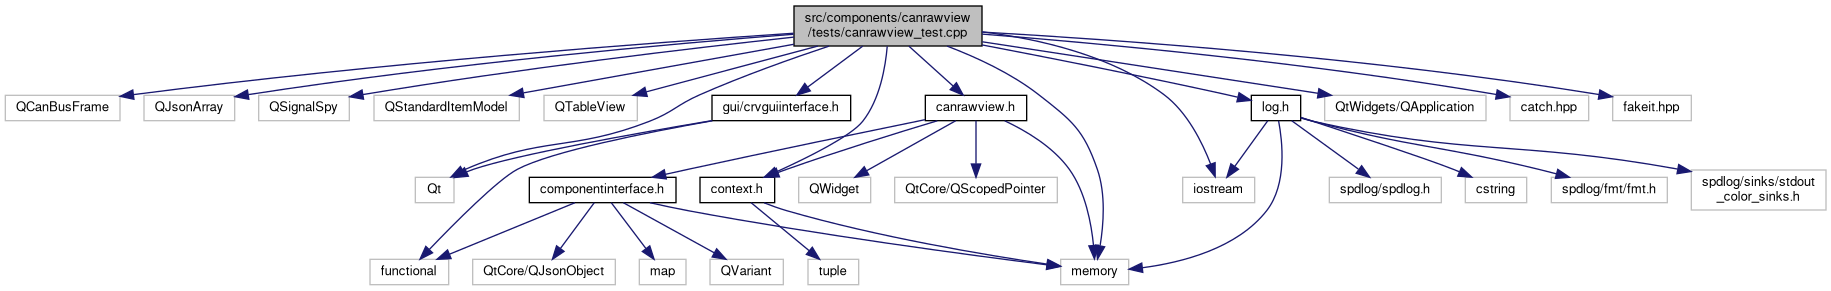 src/components/canrawview
/tests/canrawview_test.cpp
QCanBusFrame
QJsonArray
QSignalSpy
QStandardItemModel
QTableView
gui/crvguiinterface.h
canrawview.h
log.h
QtWidgets/QApplication
catch.hpp
fakeit.hpp
Qt
componentinterface.h
context.h
QWidget
QtCore/QScopedPointer
iostream
spdlog/spdlog.h
cstring
spdlog/fmt/fmt.h
spdlog/sinks/stdout
_color_sinks.h
functional
QtCore/QJsonObject
map
QVariant
tuple
memory